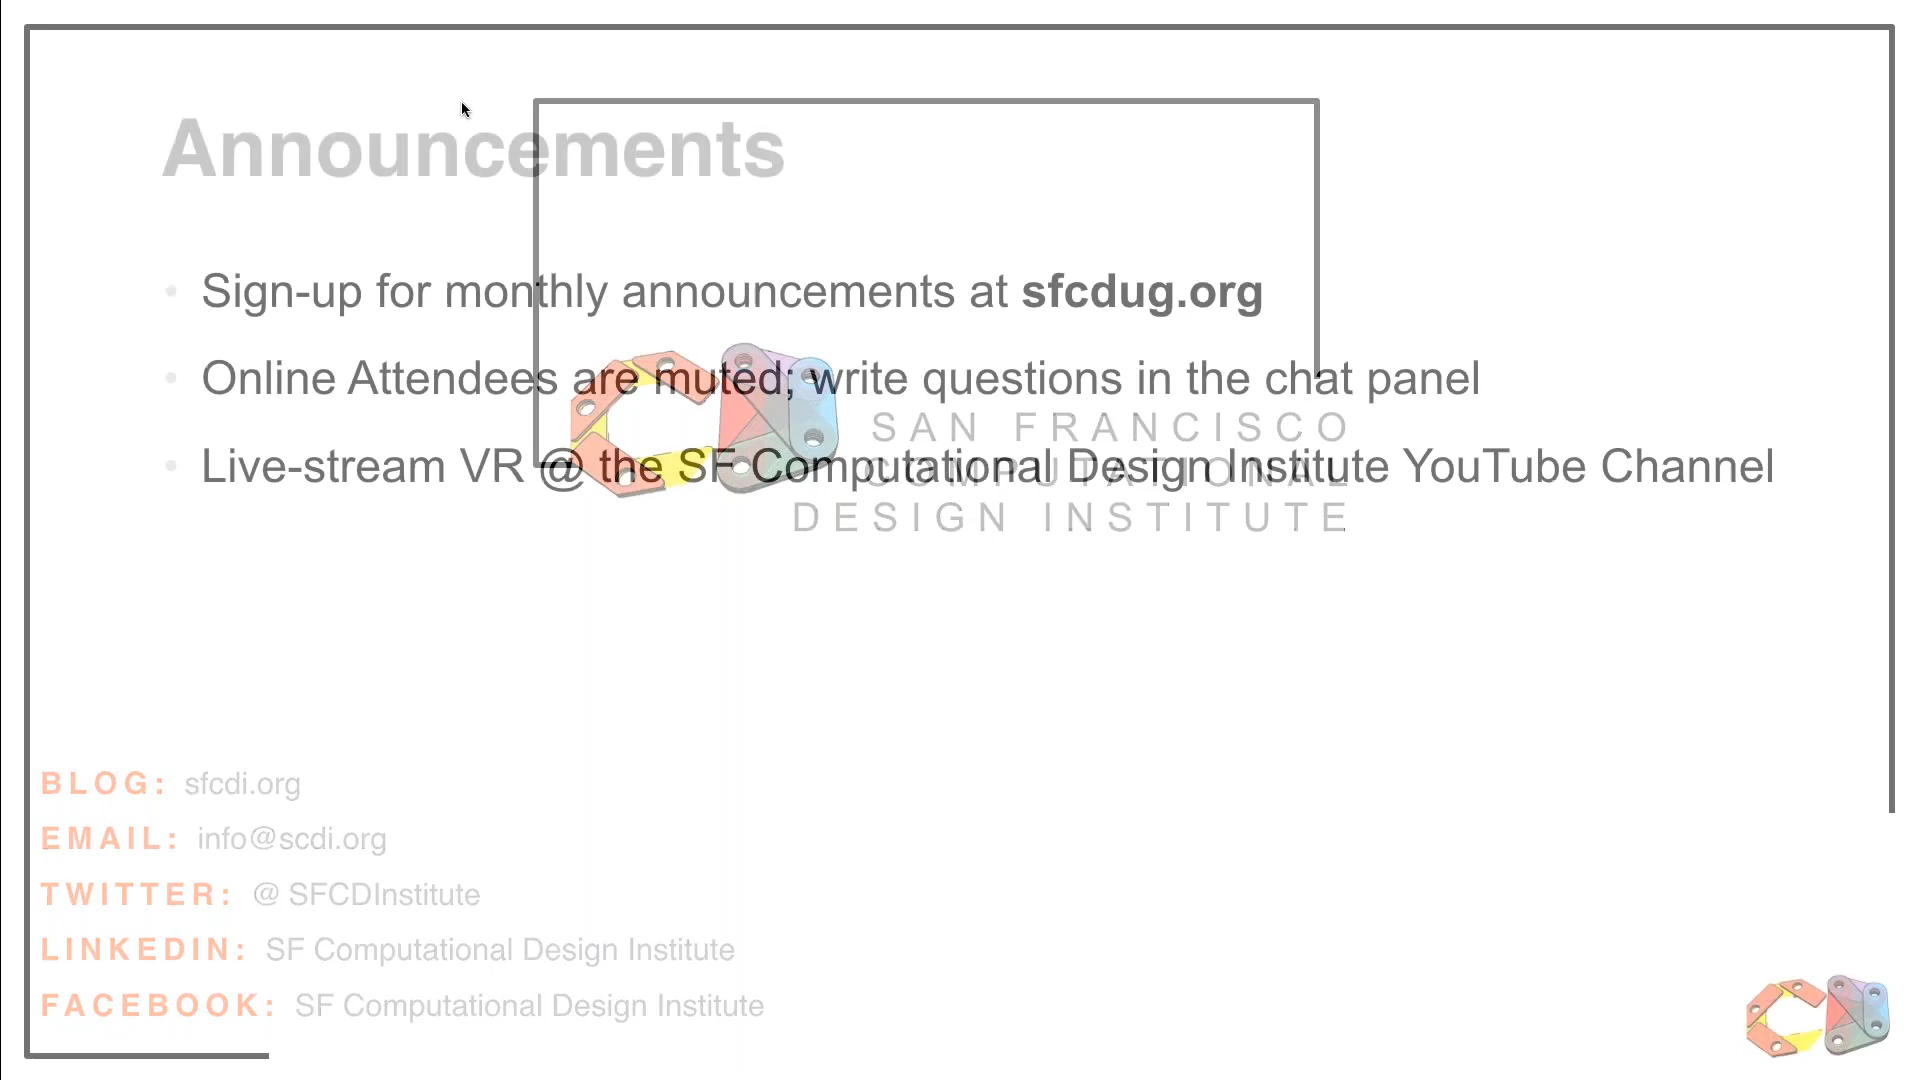 Announcements
• Sign-up for monthly announcements at sfcdug.org
• Online Attendees are muted; write questions in the chat panel
• Live-stream VR @ the SF Computational Design Institute YouTube Channel
SAN FRANCISCO
COMPUTATIONAL
DESIGN INSTITUTE
BLOG: sfcdi.org
EMAIL: info@scdi.org
TWITTER: @ SFCDInstitute
LINKEDIN: SF Computational Design Institute
FACEBOOK: SF Computational Design Institute